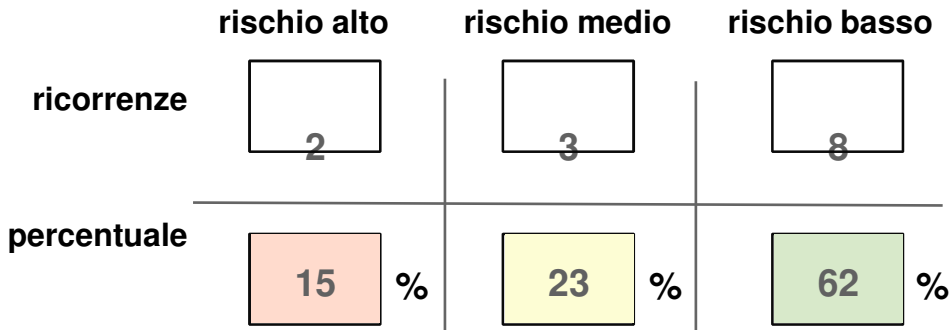 rischio alto rischio medio rischio basso
ricorrenze 2 3 8
percentuale 15 % 23 % 62 %